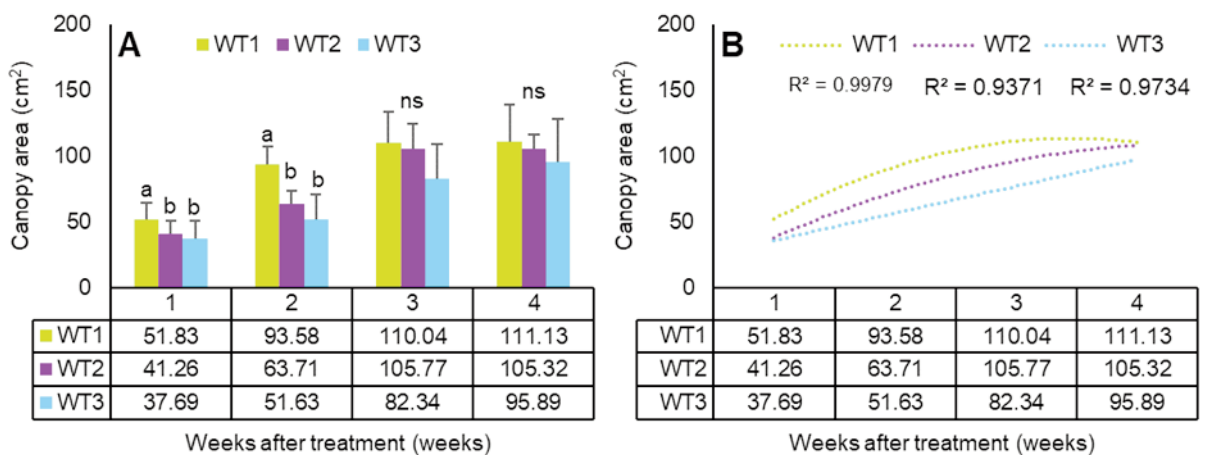 A
WT1 WT2 WT3
200
150
100
50
0
Canopy area (cm²)
a b b
a b b
ns
ns
1 2 3 4
WT1 51.83 93.58 110.04 111.13
WT2 41.26 63.71 105.77 105.32
WT3 37.69 51.63 82.34 95.89
Weeks after treatment (weeks)
B
WT1 WT2 WT3
R² = 0.9979 R² = 0.9371 R² = 0.9734
200
150
100
50
0
Canopy area (cm²)
1 2 3 4
WT1 51.83 93.58 110.04 111.13
WT2 41.26 63.71 105.77 105.32
WT3 37.69 51.63 82.34 95.89
Weeks after treatment (weeks)